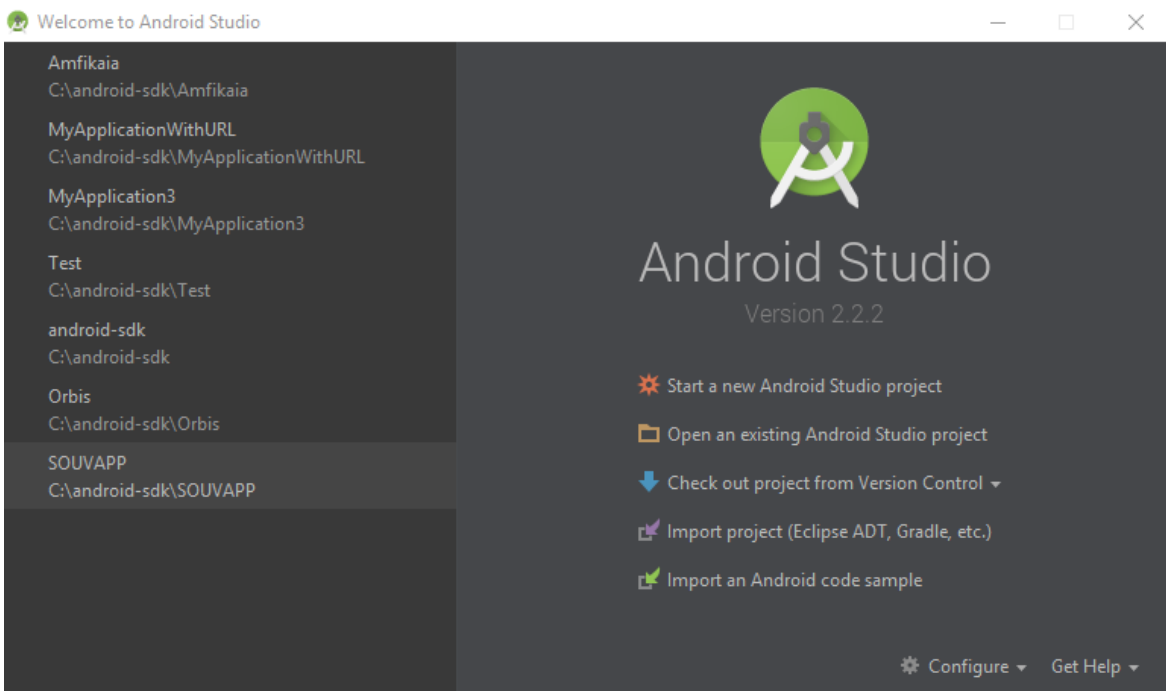 Welcome to Android Studio
Amfikaia
C:\android-sdk\Amfikaia
MyApplicationWithURL
C:\android-sdk\MyApplicationWithURL
MyApplication3
C:\android-sdk\MyApplication3
Test
C:\android-sdk\Test
android-sdk
C:\android-sdk
Orbis
C:\android-sdk\Orbis
SOUVAPP
C:\android-sdk\SOUVAPP
Android Studio
Version 2.2.2
Start a new Android Studio project
Open an existing Android Studio project
Check out project from Version Control
Import project (Eclipse ADT, Gradle, etc.)
Import an Android code sample
Configure Get Help